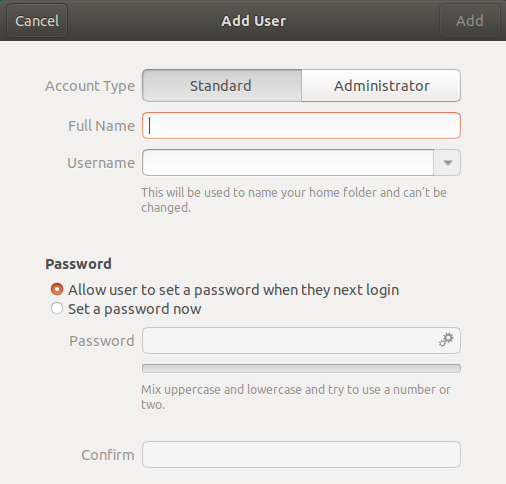 Cancel Add User Add
Account Type Standard Administrator
Full Name
Username
This will be used to name your home folder and can't be
changed.
Password
Allow user to set a password when they next login
Set a password now
Password
Mix uppercase and lowercase and try to use a number or
two.
Confirm